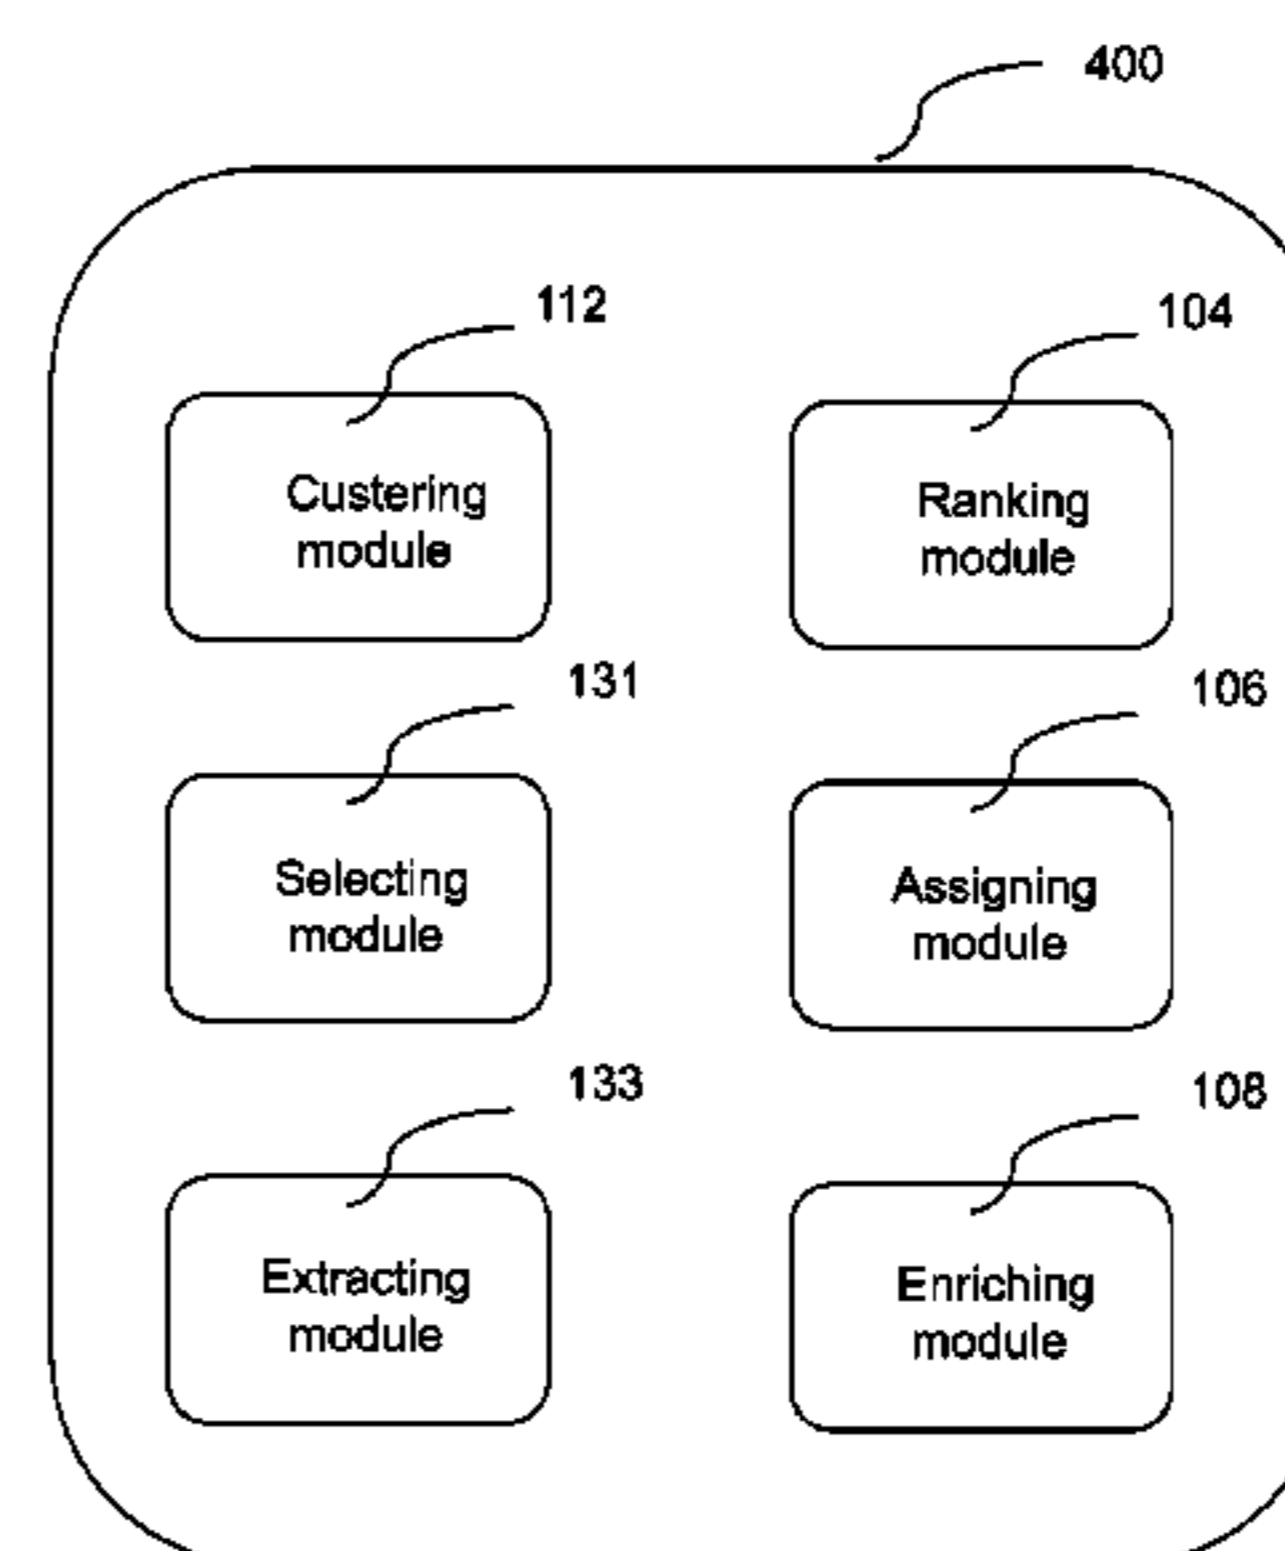 400
112
104
Custering
module
Ranking
module
131
106
Selecting
module
Assigning
module
133
108
Extracting
module
Enriching
module